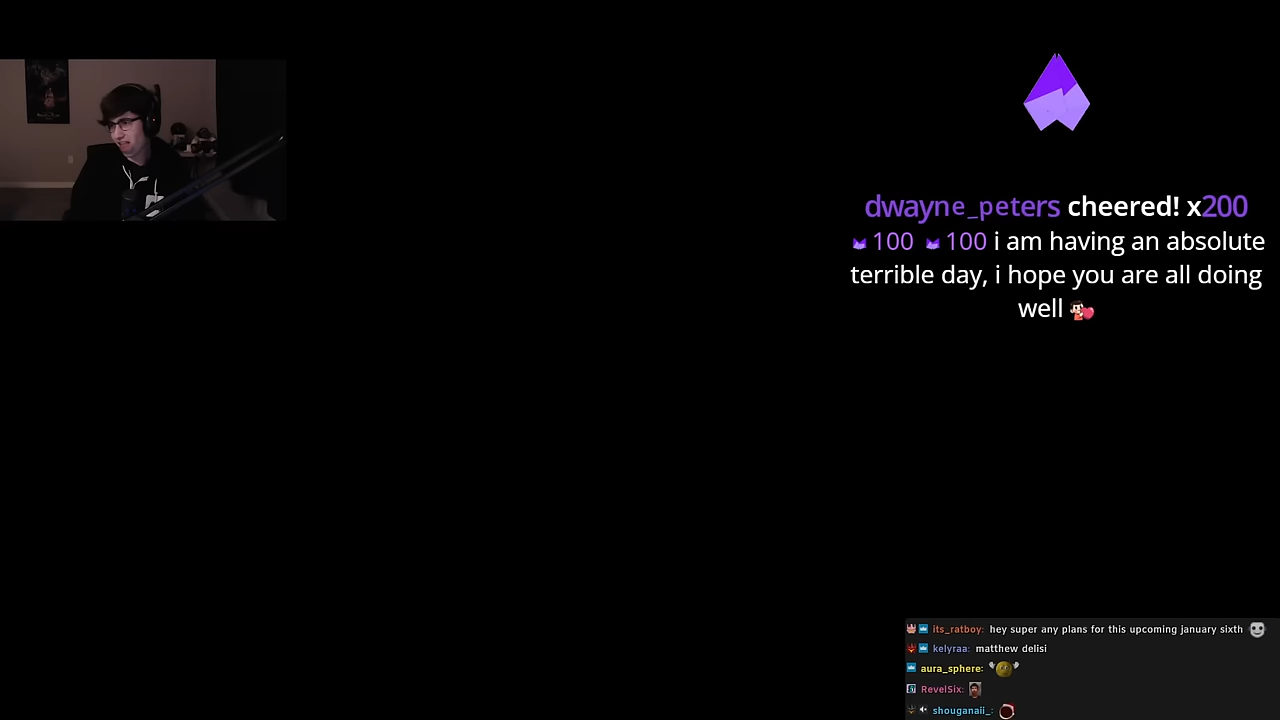 dwayne_peters cheered! x200
100 100 i am having an absolute
terrible day, i hope you are all doing
well
its_ratboy: hey super any plans for this upcoming january sixth
kelyraa: matthew delisi
aura_sphere:
RevelSix:
shouganaii_: